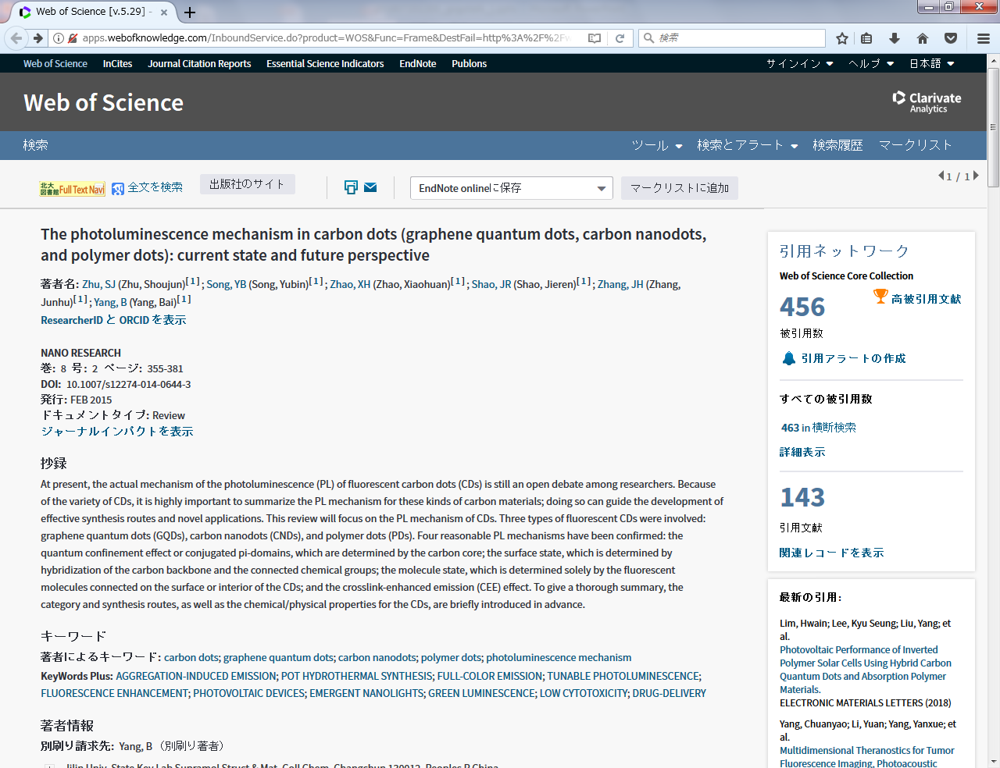 Web of Science [v.5.29] -
apps.webofknowledge.com/InboundService.do?product=WOS&Func=Frame&DestFail=http%3A%2F%2Fw
検索
Web of Science InCites Journal Citation Reports Essential Science Indicators EndNote Publons サインイン ヘルプ 日本語
Web of Science
Clarivate
Analytics
検索 ツール 検索とアラート 検索履歴 マークリスト
北大
図書館 Full Text Navi 全文を検索 出版社のサイト EndNote onlineに保存 マークリストに追加 1 / 1
The photoluminescence mechanism in carbon dots (graphene quantum dots, carbon nanodots,
and polymer dots): current state and future perspective
著者名: Zhu, SJ (Zhu, Shoujun)[1]; Song, YB (Song, Yubin)[1]; Zhao, XH (Zhao, Xiaohuan)[1]; Shao, JR (Shao, Jieren)[1]; Zhang, JH (Zhang,
Junhu)[1]; Yang, B (Yang, Bai)[1]
ResearcherID と ORCID を表示
NANO RESEARCH
巻: 8 号: 2 ページ: 355-381
DOI: 10.1007/s12274-014-0644-3
発行: FEB 2015
ドキュメントタイプ: Review
ジャーナルインパクトを表示
抄録
At present, the actual mechanism of the photoluminescence (PL) of fluorescent carbon dots (CDs) is still an open debate among researchers. Because
of the variety of CDs, it is highly important to summarize the PL mechanism for these kinds of carbon materials; doing so can guide the development of
effective synthesis routes and novel applications. This review will focus on the PL mechanism of CDs. Three types of fluorescent CDs were involved:
graphene quantum dots (GQDs), carbon nanodots (CNDs), and polymer dots (PDs). Four reasonable PL mechanisms have been confirmed: the
quantum confinement effect or conjugated pi-domains, which are determined by the carbon core; the surface state, which is determined by
hybridization of the carbon backbone and the connected chemical groups; the molecule state, which is determined solely by the fluorescent
molecules connected on the surface or interior of the CDs; and the crosslink-enhanced emission (CEE) effect. To give a thorough summary, the
category and synthesis routes, as well as the chemical/physical properties for the CDs, are briefly introduced in advance.
キーワード
著者によるキーワード: carbon dots; graphene quantum dots; carbon nanodots; polymer dots; photoluminescence mechanism
KeyWords Plus: AGGREGATION-INDUCED EMISSION; POT HYDROTHERMAL SYNTHESIS; FULL-COLOR EMISSION; TUNABLE PHOTOLUMINESCENCE;
FLUORESCENCE ENHANCEMENT; PHOTOVOLTAIC DEVICES; EMERGENT NANOLIGHTS; GREEN LUMINESCENCE; LOW CYTOTOXICITY; DRUG-DELIVERY
著者情報
別刷り請求先: Yang, B (別刷り著者)
Jilin Univ, State Key Lab Supramol Struct & Mat, Coll Chem, Changchun 130012, Peoples R China
引用ネットワーク
Web of Science Core Collection
456
高被引用文献
被引用数
引用アラートの作成
すべての被引用数
463 in 横断検索
詳細表示
143
引用文献
関連レコードを表示
最新の引用:
Lim, Hwain; Lee, Kyu Seung; Liu, Yang; et
al.
Photovoltaic Performance of Inverted
Polymer Solar Cells Using Hybrid Carbon
Quantum Dots and Absorption Polymer
Materials.
ELECTRONIC MATERIALS LETTERS (2018)
Yang, Chuanyao; Li, Yuan; Yang, Yanxue; et
al.
Multidimensional Theranostics for Tumor
Fluorescence Imaging, Photoacoustic